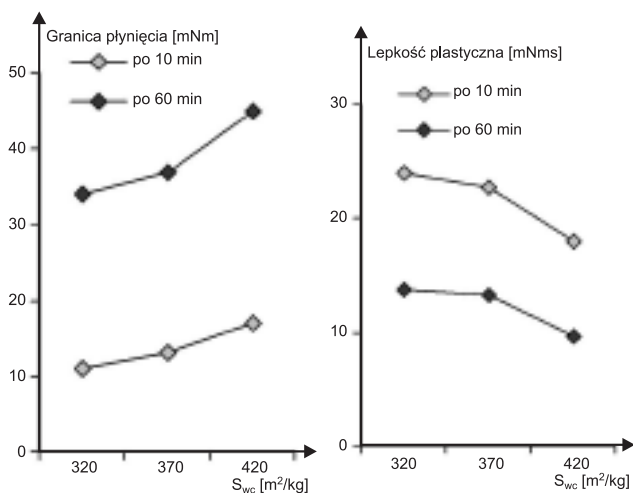 Granica płynięcia [mNm]
po 10 min
po 60 min
50
40
30
20
10
0
320 370 420
S_wc [m²/kg]
Lepkość plastyczna [mNms]
po 10 min
po 60 min
30
20
10
0
320 370 420
S_wc [m²/kg]